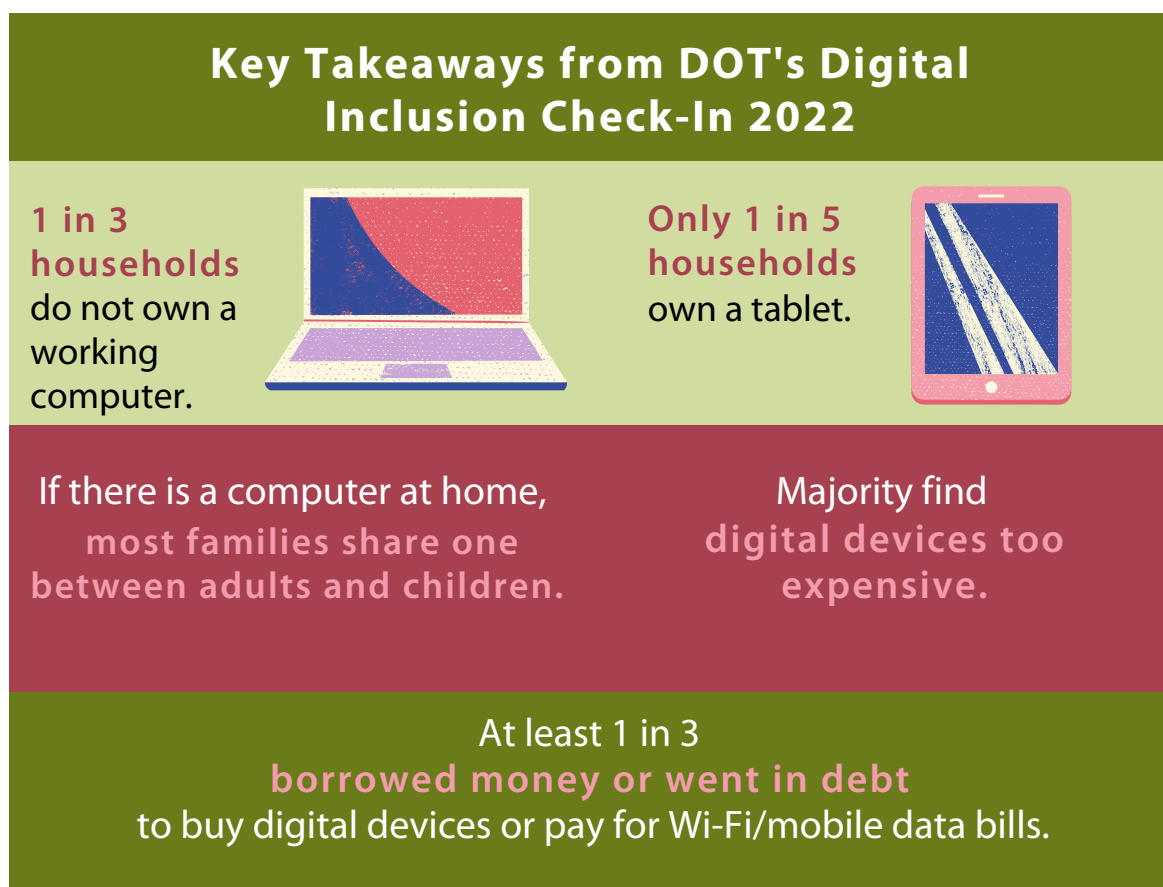 Key Takeaways from DOT's Digital
Inclusion Check-In 2022
1 in 3
households
do not own a
working
computer.
Only 1 in 5
households
own a tablet.
If there is a computer at home,
most families share one
between adults and children.
Majority find
digital devices too
expensive.
At least 1 in 3
borrowed money or went in debt
to buy digital devices or pay for Wi-Fi/mobile data bills.